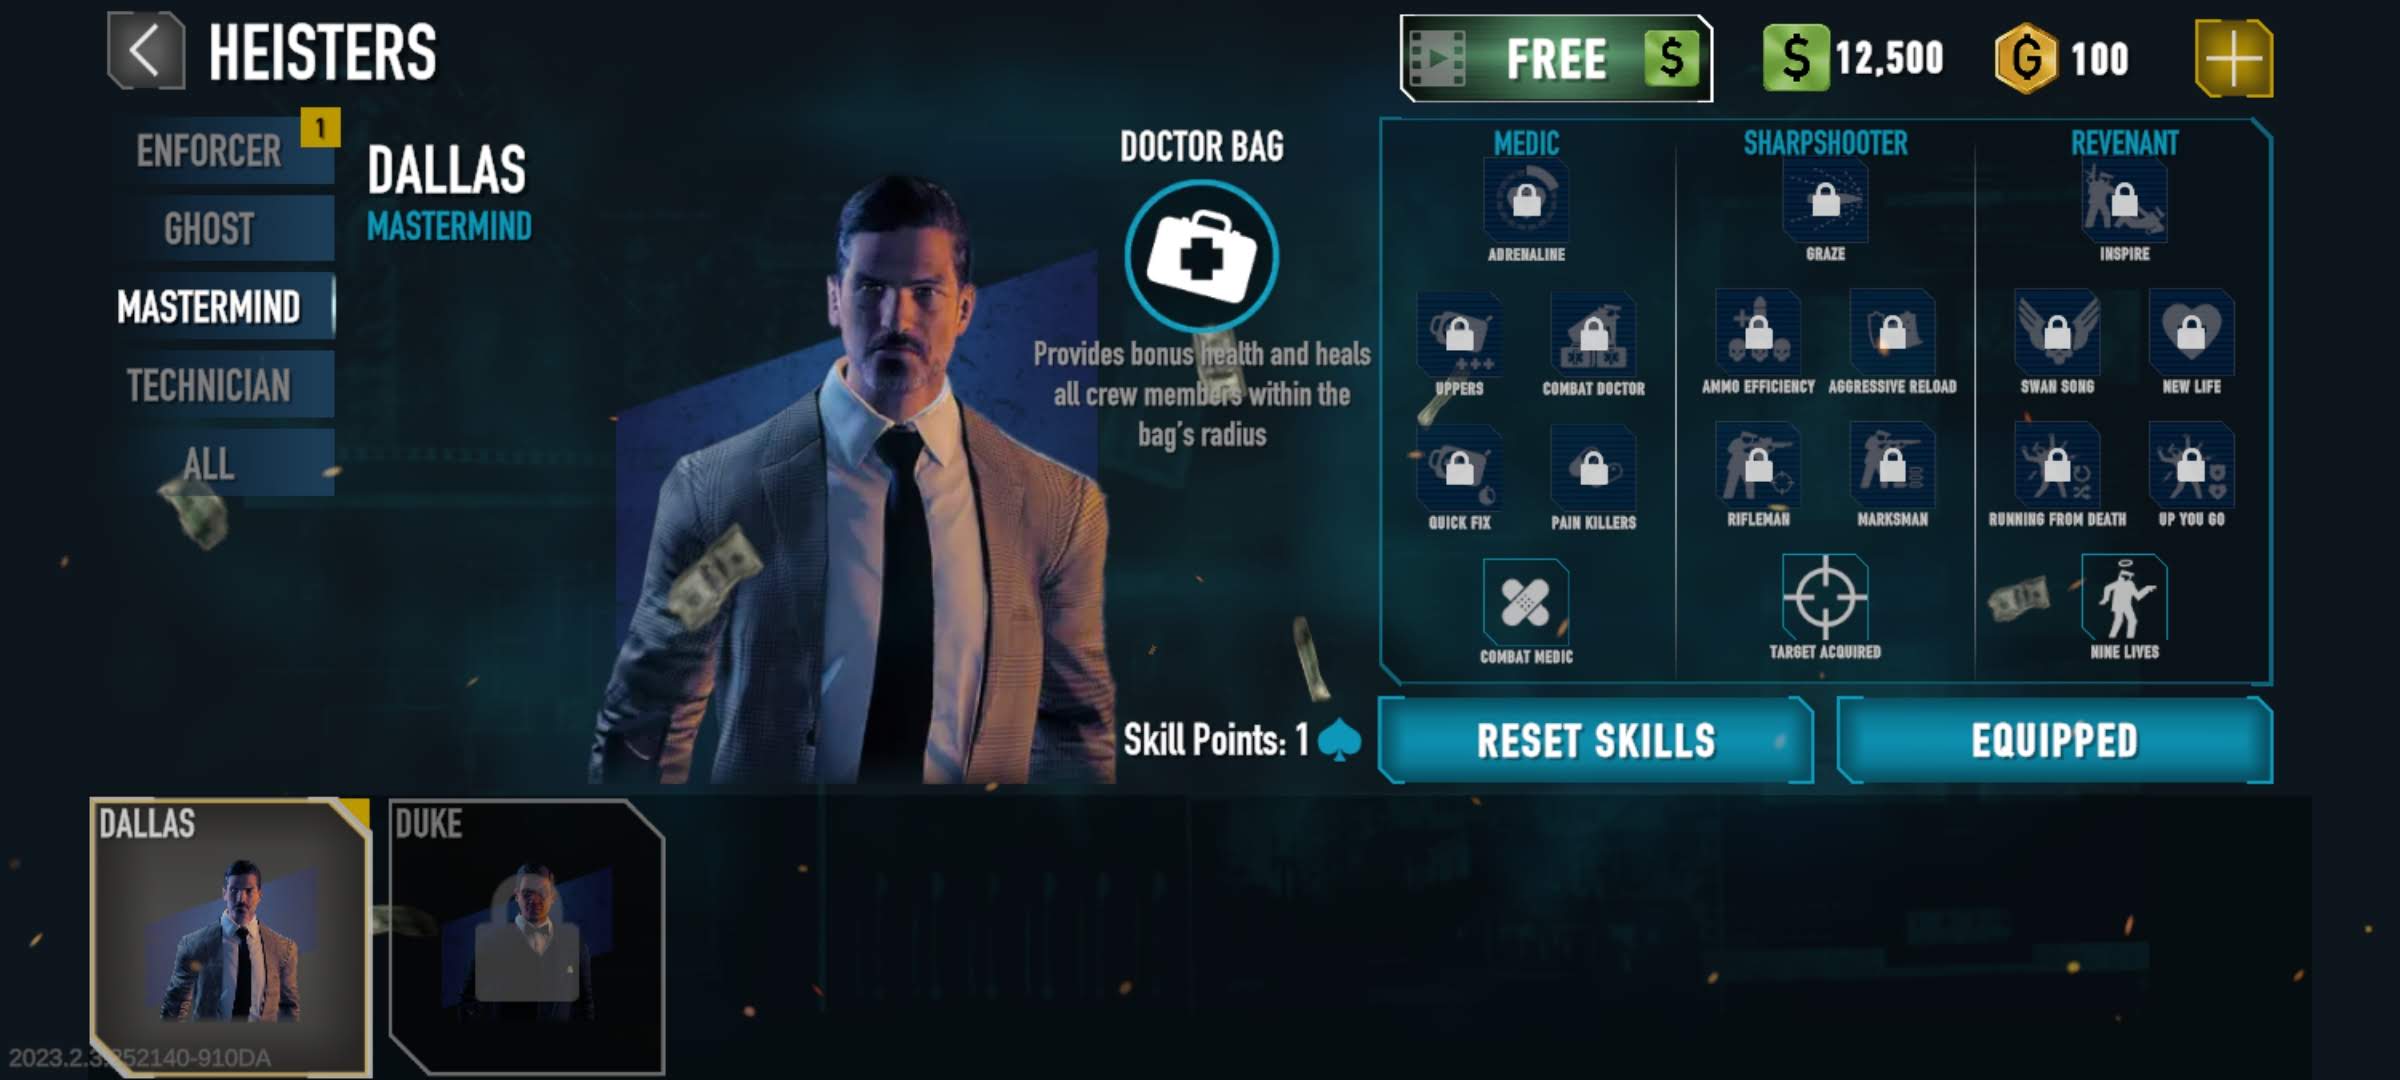 HEISTERS
FREE
12,500
100
ENFORCER
1
GHOST
MASTERMIND
TECHNICIAN
ALL
DALLAS
MASTERMIND
DOCTOR BAG
Provides bonus health and heals
all crew members within the
bag's radius
Skill Points: 1
MEDIC
SHARPSHOOTER
REVENANT
ADRENALINE
GRAZE
INSPIRE
UPPERS
COMBAT DOCTOR
AMMO EFFICIENCY
AGGRESSIVE RELOAD
SWAN SONG
NEW LIFE
QUICK FIX
PAIN KILLERS
RIFLEMAN
MARKSMAN
RUNNING FROM DEATH
UP YOU GO
COMBAT MEDIC
TARGET ACQUIRED
NINE LIVES
RESET SKILLS
EQUIPPED
DALLAS
DUKE